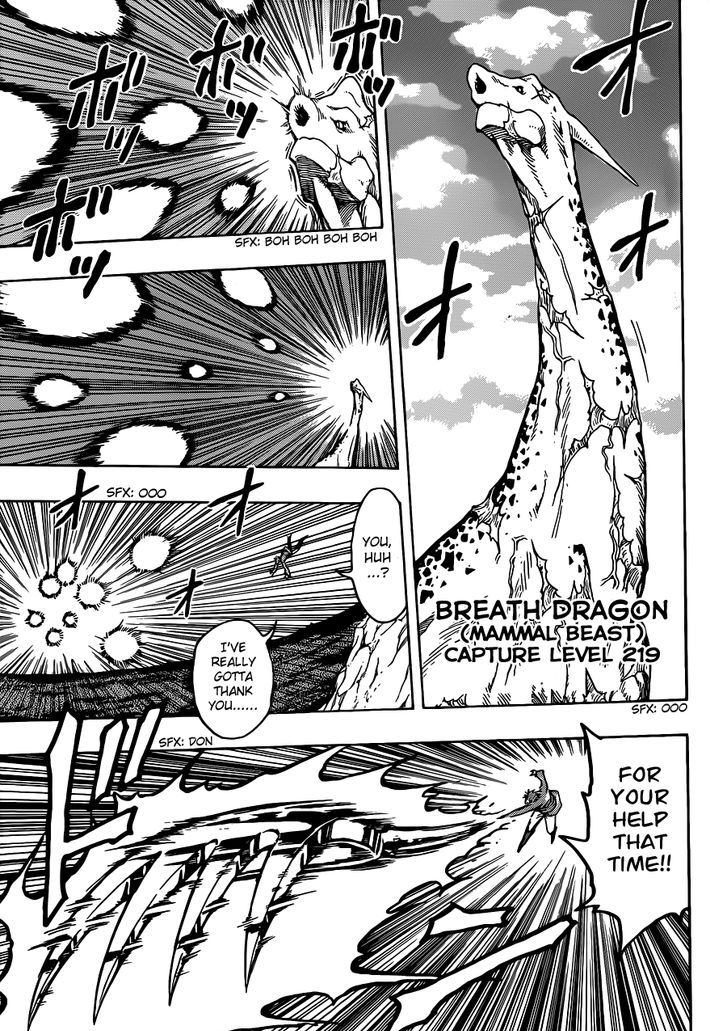 オ
オ
BREATH DRAGON
(MAMMAL BEAST)
CAPTURE LEVEL 219
SFX: OOO
ボッ
ボッ
ボッ
ボッ
SFX: BOH BOH BOH BOH
SFX: OOO
オ
オ
YOU,
HUH
...?
I'VE
REALLY
GOTTA
THANK
YOU......
SFX: DON
ドッ
FOR
YOUR
HELP
THAT
TIME!!